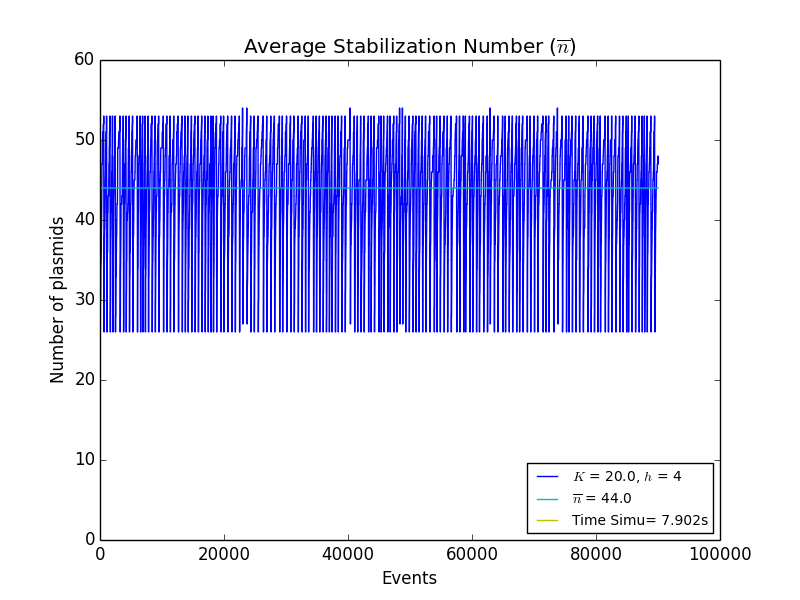 Average Stabilization Number (n̅)
60
50
40
30
20
10
0
Number of plasmids
K = 20.0, h = 4
n̅ = 44.0
Time Simu= 7.902s
0 20000 40000 60000 80000 100000
Events